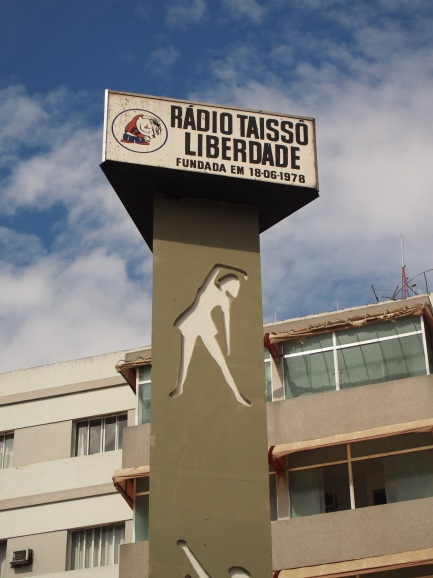 RÁDIO TAISSÔ
LIBERDADE
FUNDADA EM 18-06-1978